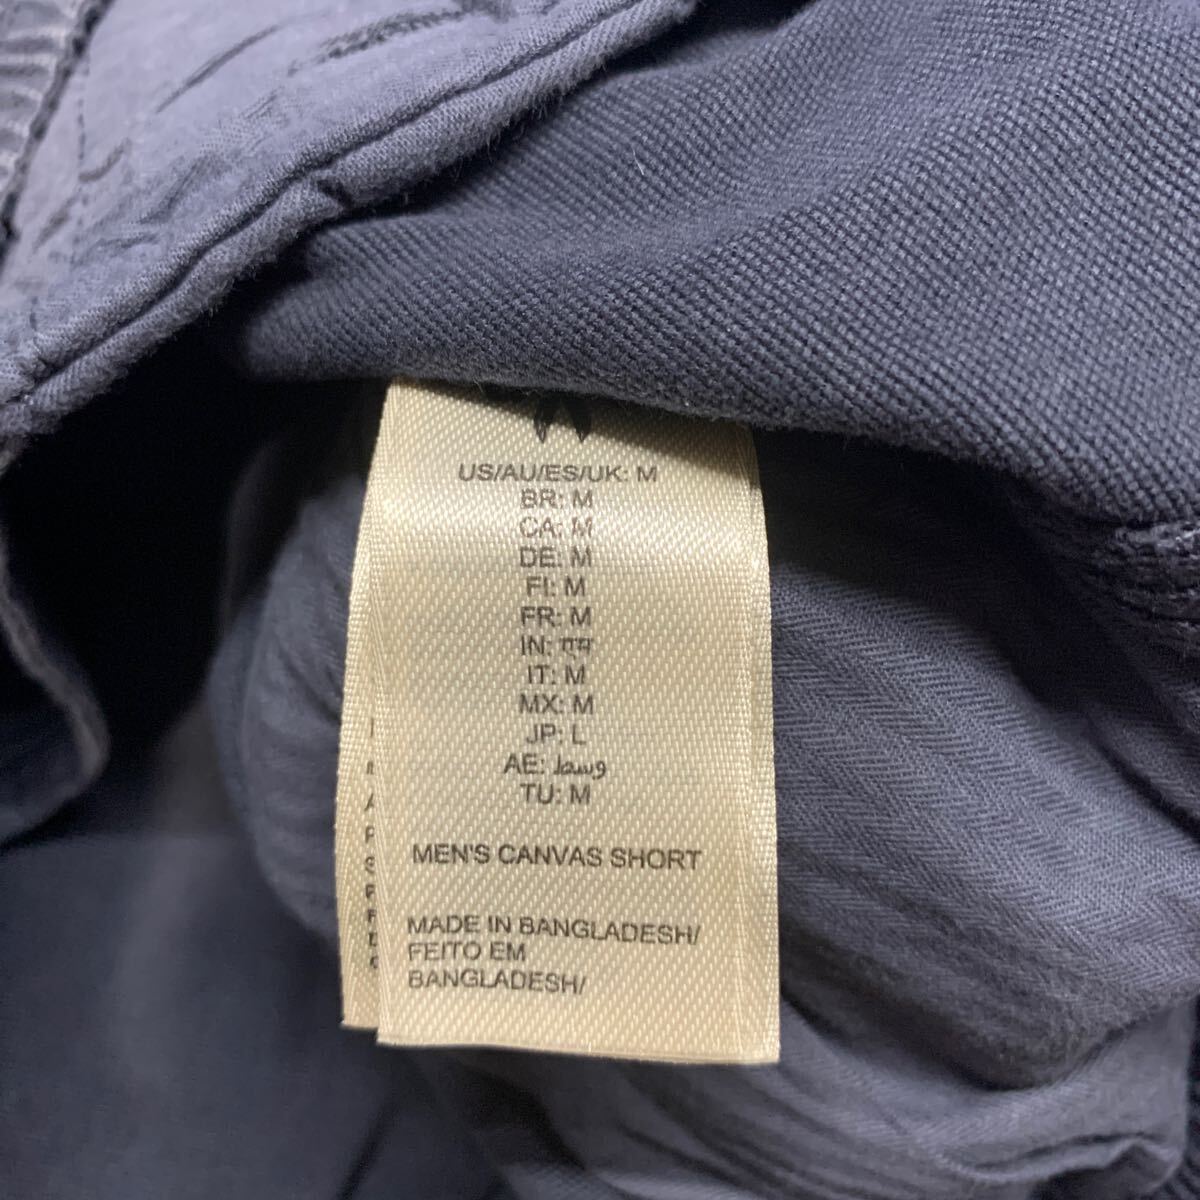 US/AU/ES/UK: M
BR: M
CA: M
DE: M
FI: M
FR: M
IN: एम
IT: M
MX: M
JP: L
AE: وسط
TU: M
MEN'S CANVAS SHORT
MADE IN BANGLADESH/
FEITO EM
BANGLADESH/